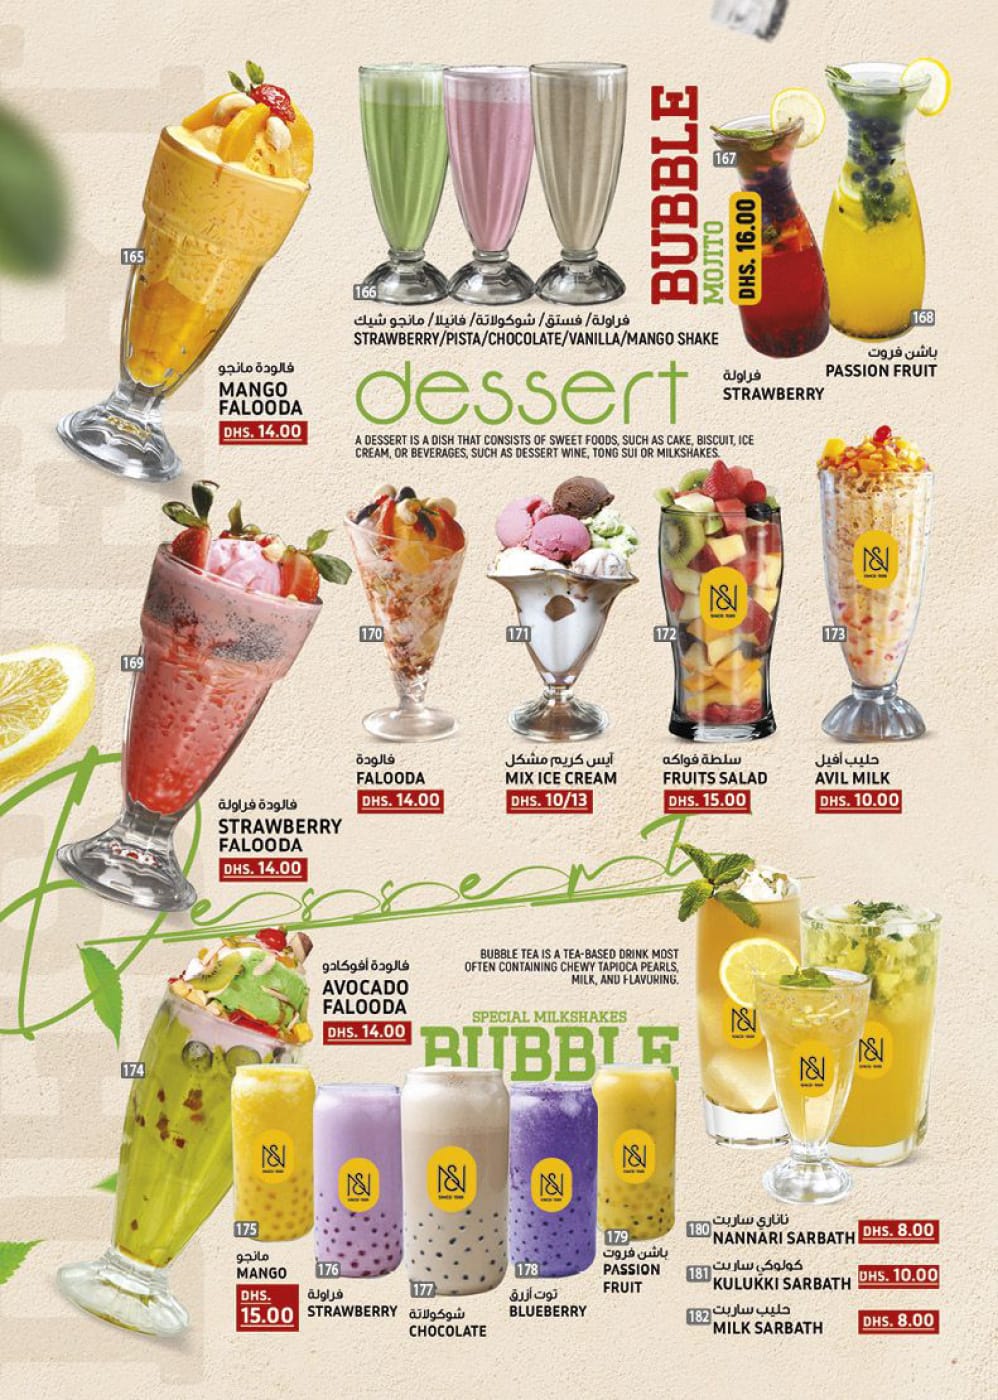 165
فالودة مانجو
MANGO
FALOODA
DHS. 14.00
166
فراولة/ فستق/ شوكولاتة/ فانيلا/ مانجو شيك
STRAWBERRY/PISTA/CHOCOLATE/VANILLA/MANGO SHAKE
BUBBLE
MOJITO
DHS. 16.00
167
فراولة
STRAWBERRY
168
باشن فروت
PASSION FRUIT
dessert
A DESSERT IS A DISH THAT CONSISTS OF SWEET FOODS, SUCH AS CAKE, BISCUIT, ICE
CREAM, OR BEVERAGES, SUCH AS DESSERT WINE, TONG SUI OR MILKSHAKES.
169
فالودة فراولة
STRAWBERRY
FALOODA
DHS. 14.00
170
فالودة
FALOODA
DHS. 14.00
171
آيس كريم مشكل
MIX ICE CREAM
DHS. 10/13
172
N&
SINCE 1989
سلطة فواكه
FRUITS SALAD
DHS. 15.00
173
حليب أفيل
AVIL MILK
DHS. 10.00
Dessert
174
فالودة أفوكادو
AVOCADO
FALOODA
DHS. 14.00
BUBBLE TEA IS A TEA-BASED DRINK MOST
OFTEN CONTAINING CHEWY TAPIOCA PEARLS,
MILK, AND FLAVORING.
SPECIAL MILKSHAKES
BUBBLE
175
مانجو
MANGO
DHS.
15.00
176
فراولة
STRAWBERRY
177
شوكولاتة
CHOCOLATE
178
توت أزرق
BLUEBERRY
179
باشن فروت
PASSION
FRUIT
180
ناناري ساربت
NANNARI SARBATH
DHS. 8.00
181
كولوكي ساربت
KULUKKI SARBATH
DHS. 10.00
182
حليب ساربت
MILK SARBATH
DHS. 8.00